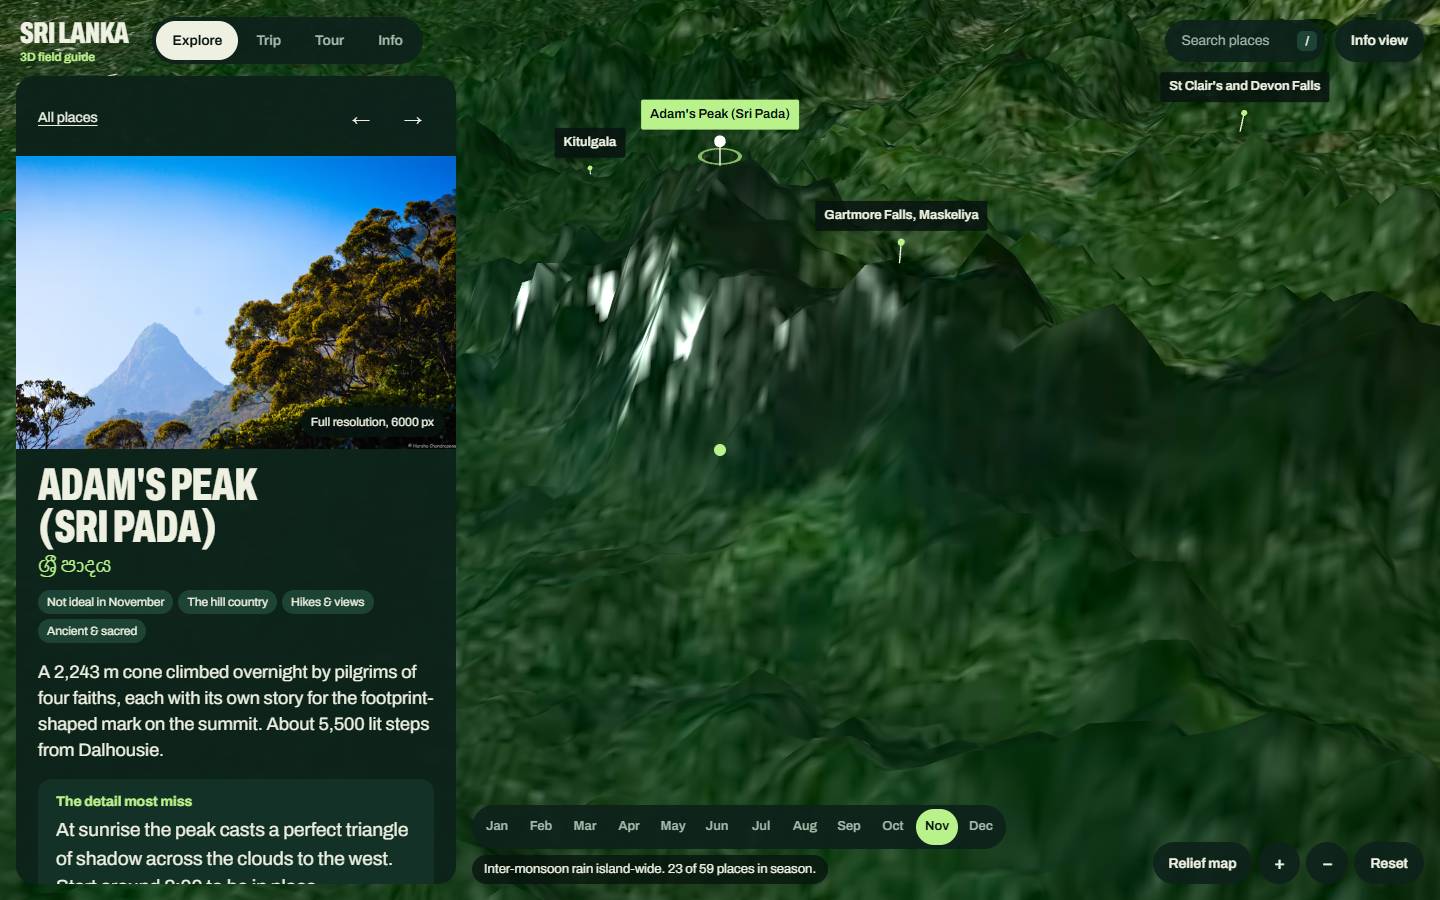 SRI LANKA
3D field guide
Explore
Trip
Tour
Info
Search places
/
Info view
All places
← →
Full resolution, 6000 px
© Harsha Chandrasena
ADAM'S PEAK
(SRI PADA)
ශ්‍රී පාදය
Not ideal in November
The hill country
Hikes & views
Ancient & sacred
A 2,243 m cone climbed overnight by pilgrims of
four faiths, each with its own story for the footprint-
shaped mark on the summit. About 5,500 lit steps
from Dalhousie.
The detail most miss
At sunrise the peak casts a perfect triangle
of shadow across the clouds to the west.
Kitulgala
Adam's Peak (Sri Pada)
Gartmore Falls, Maskeliya
St Clair's and Devon Falls
Jan Feb Mar Apr May Jun Jul Aug Sep Oct Nov Dec
Inter-monsoon rain island-wide. 23 of 59 places in season.
Relief map
+
−
Reset